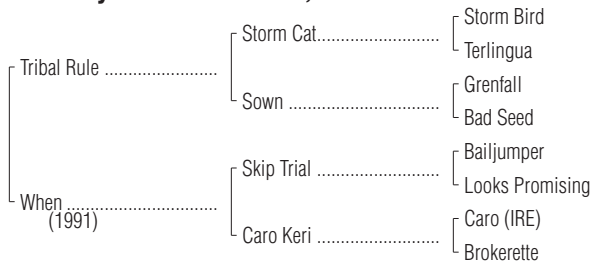 Storm Bird
Storm Cat.................................
Terlingua
Tribal Rule ..............................
Grenfall
Sown ........................................
Bad Seed
Bailjumper
Skip Trial .................................
Looks Promising
When ........................................
(1991)
Caro (IRE)
Caro Keri .................................
Brokerette